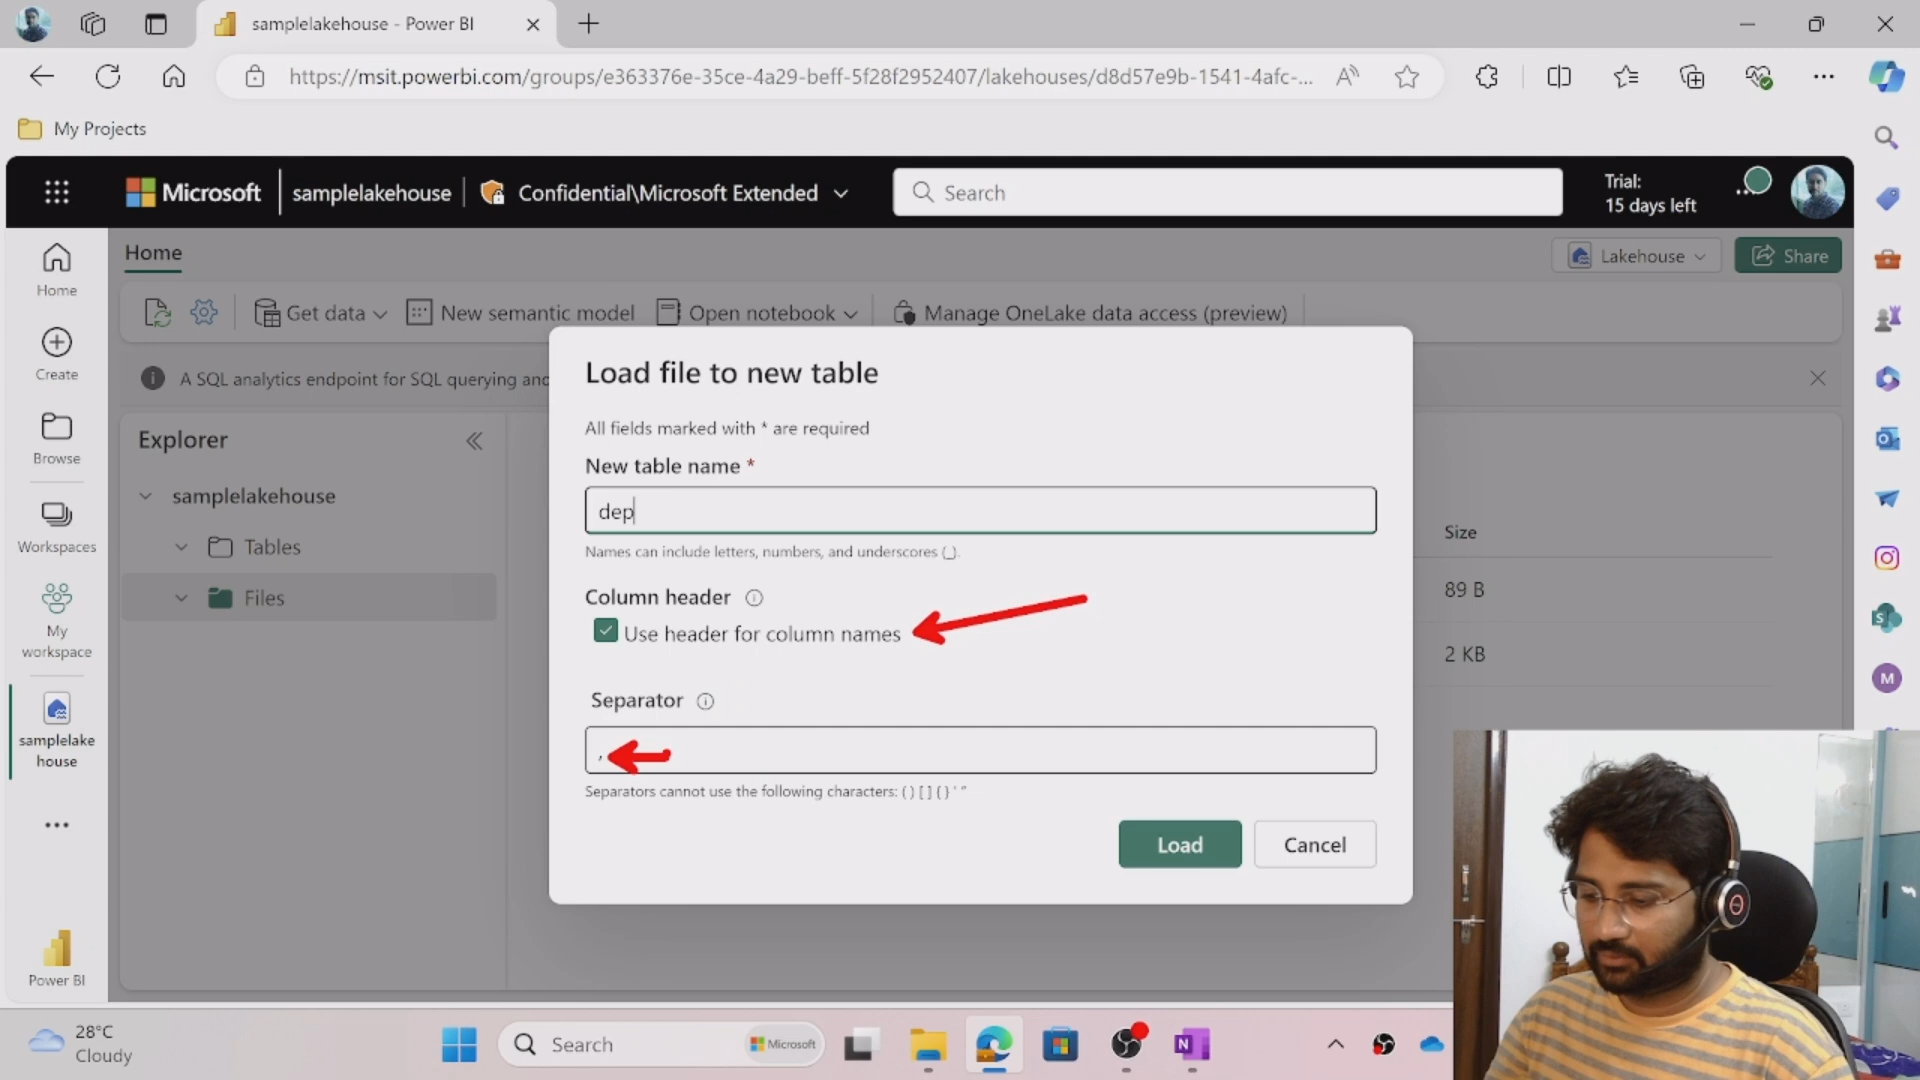 samplelakehouse - Power BI
https://msit.powerbi.com/groups/e363376e-35ce-4a29-beff-5f28f2952407/lakehouses/d8d57e9b-1541-4afc-...
My Projects
Microsoft samplelakehouse Confidential\Microsoft Extended Search Trial: 15 days left
Home
Create
Browse
Workspaces
My workspace
samplelake house
Power BI
Home Lakehouse Share
Get data New semantic model Open notebook Manage OneLake data access (preview)
A SQL analytics endpoint for SQL querying and
Explorer
samplelakehouse
Tables
Files
Size
89 B
2 KB
Load file to new table
All fields marked with * are required
New table name *
dep
Names can include letters, numbers, and underscores (_).
Column header
Use header for column names
Separator
,
Separators cannot use the following characters: ( ) [ ] { } ' "
Load Cancel
28°C
Cloudy
Search Microsoft
N
M
S